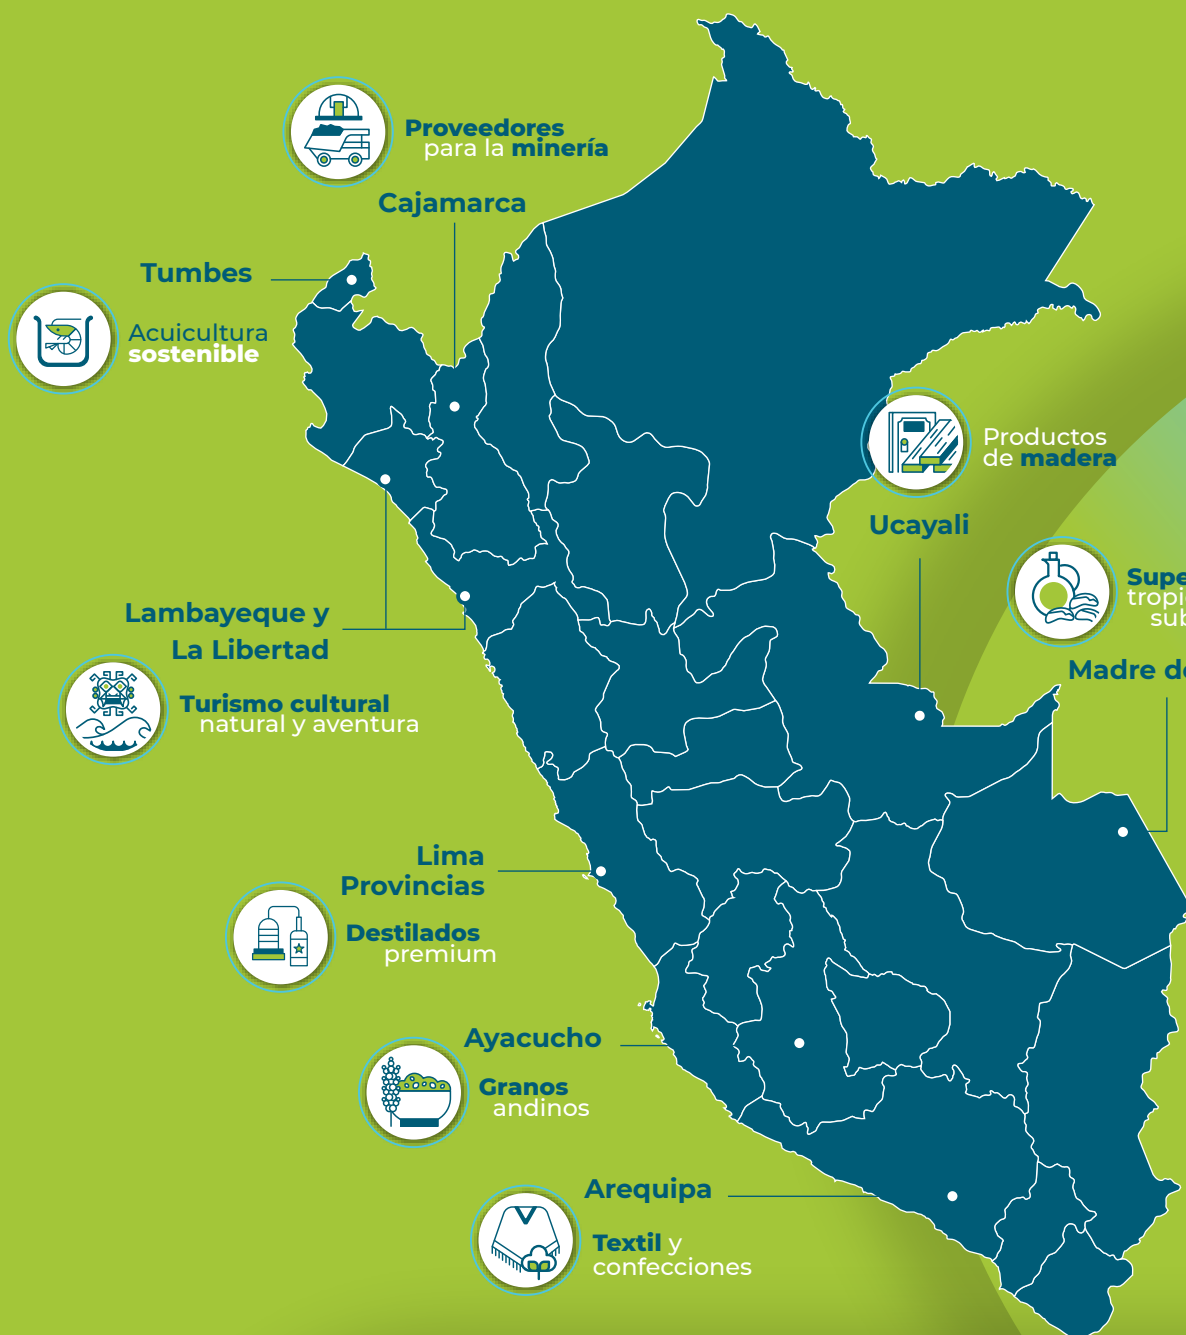 Proveedores
para la minería
Cajamarca
Tumbes
Acuicultura
sostenible
Productos
de madera
Ucayali
Lambayeque y
La Libertad
Turismo cultural
natural y aventura
Madre
Lima
Provincias
Destilados
premium
Ayacucho
Granos
andinos
Arequipa
Textil y
confecciones